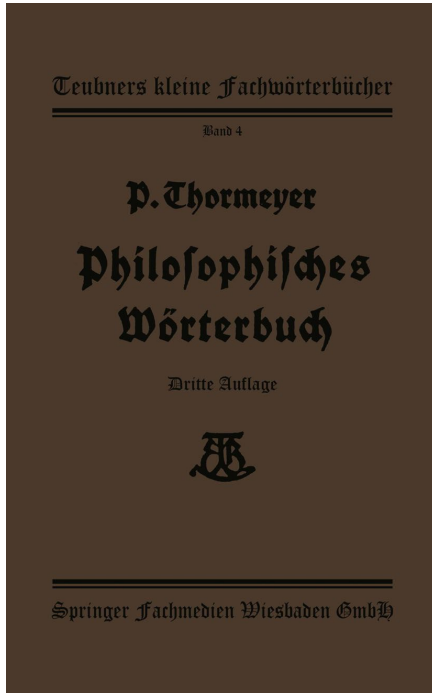 Teubners kleine Fachwörterbücher
Band 4
P. Thormeyer
Philoſophiſches
Wörterbuch
Dritte Auflage
Springer Fachmedien Wiesbaden GmbH